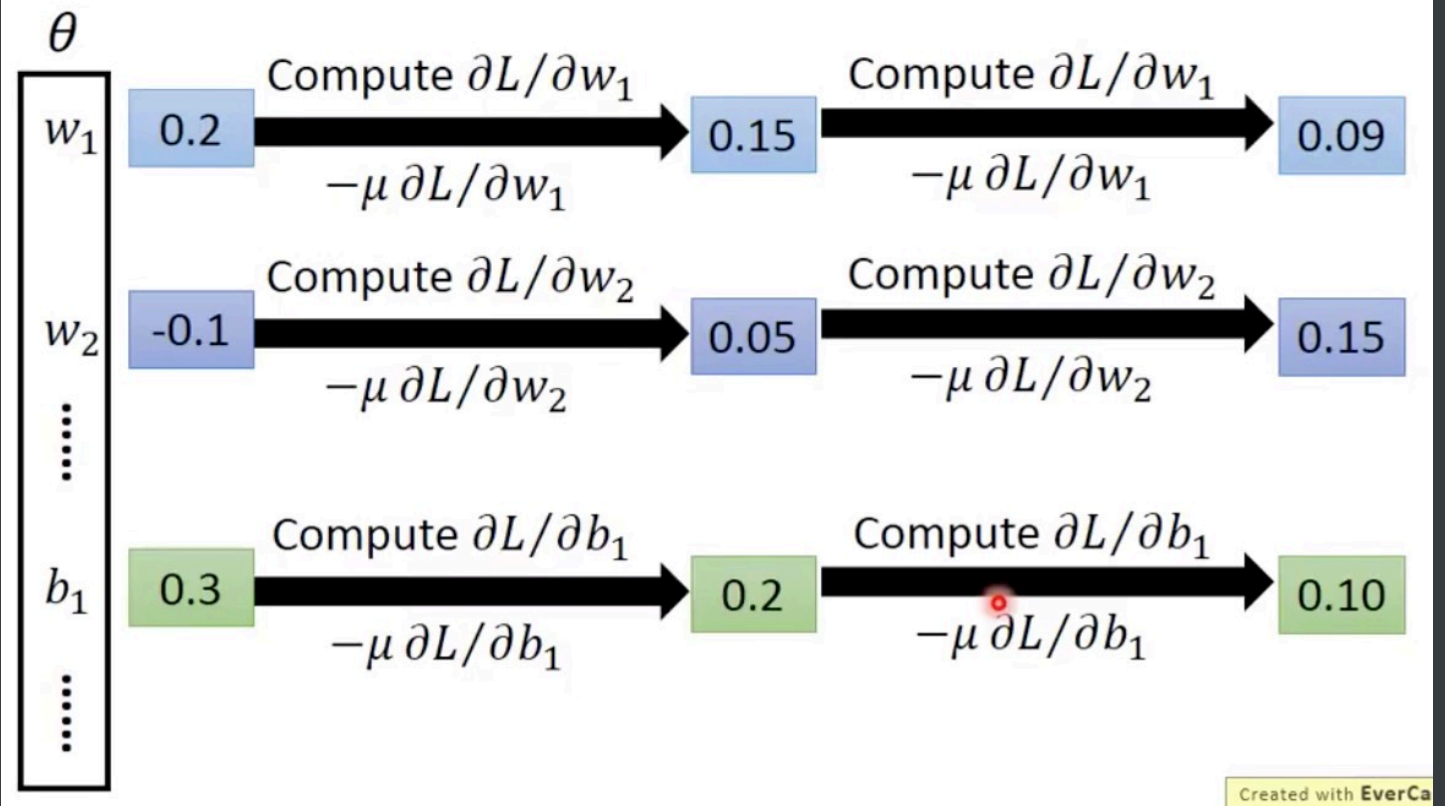 θ
w₁ 0.2 Compute ∂L/∂w₁ 0.15 Compute ∂L/∂w₁ 0.09
−μ ∂L/∂w₁ −μ ∂L/∂w₁
w₂ -0.1 Compute ∂L/∂w₂ 0.05 Compute ∂L/∂w₂ 0.15
−μ ∂L/∂w₂ −μ ∂L/∂w₂
......
b₁ 0.3 Compute ∂L/∂b₁ 0.2 Compute ∂L/∂b₁ 0.10
−μ ∂L/∂b₁ −μ ∂L/∂b₁
......
Created with EverCa